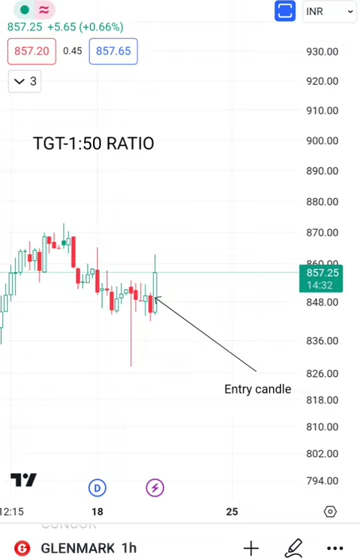 INR
857.25 +5.65 (+0.66%)
857.20 0.45 857.65
3
930.00
920.00
910.00
TGT-1:50 RATIO
900.00
890.00
880.00
870.00
860.00
857.25
14:32
848.00
836.00
826.00
Entry candle
818.00
810.00
802.00
794.00
D
12:15 18 25
GLENMARK 1h